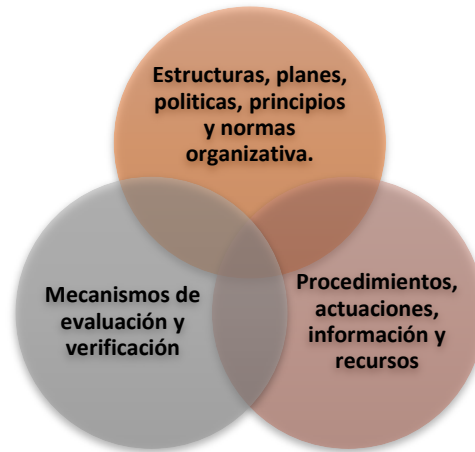 Estructuras, planes,
politicas, principios
y normas
organizativa.
Mecanismos de
evaluación y
verificación
Procedimientos,
actuaciones,
información y
recursos